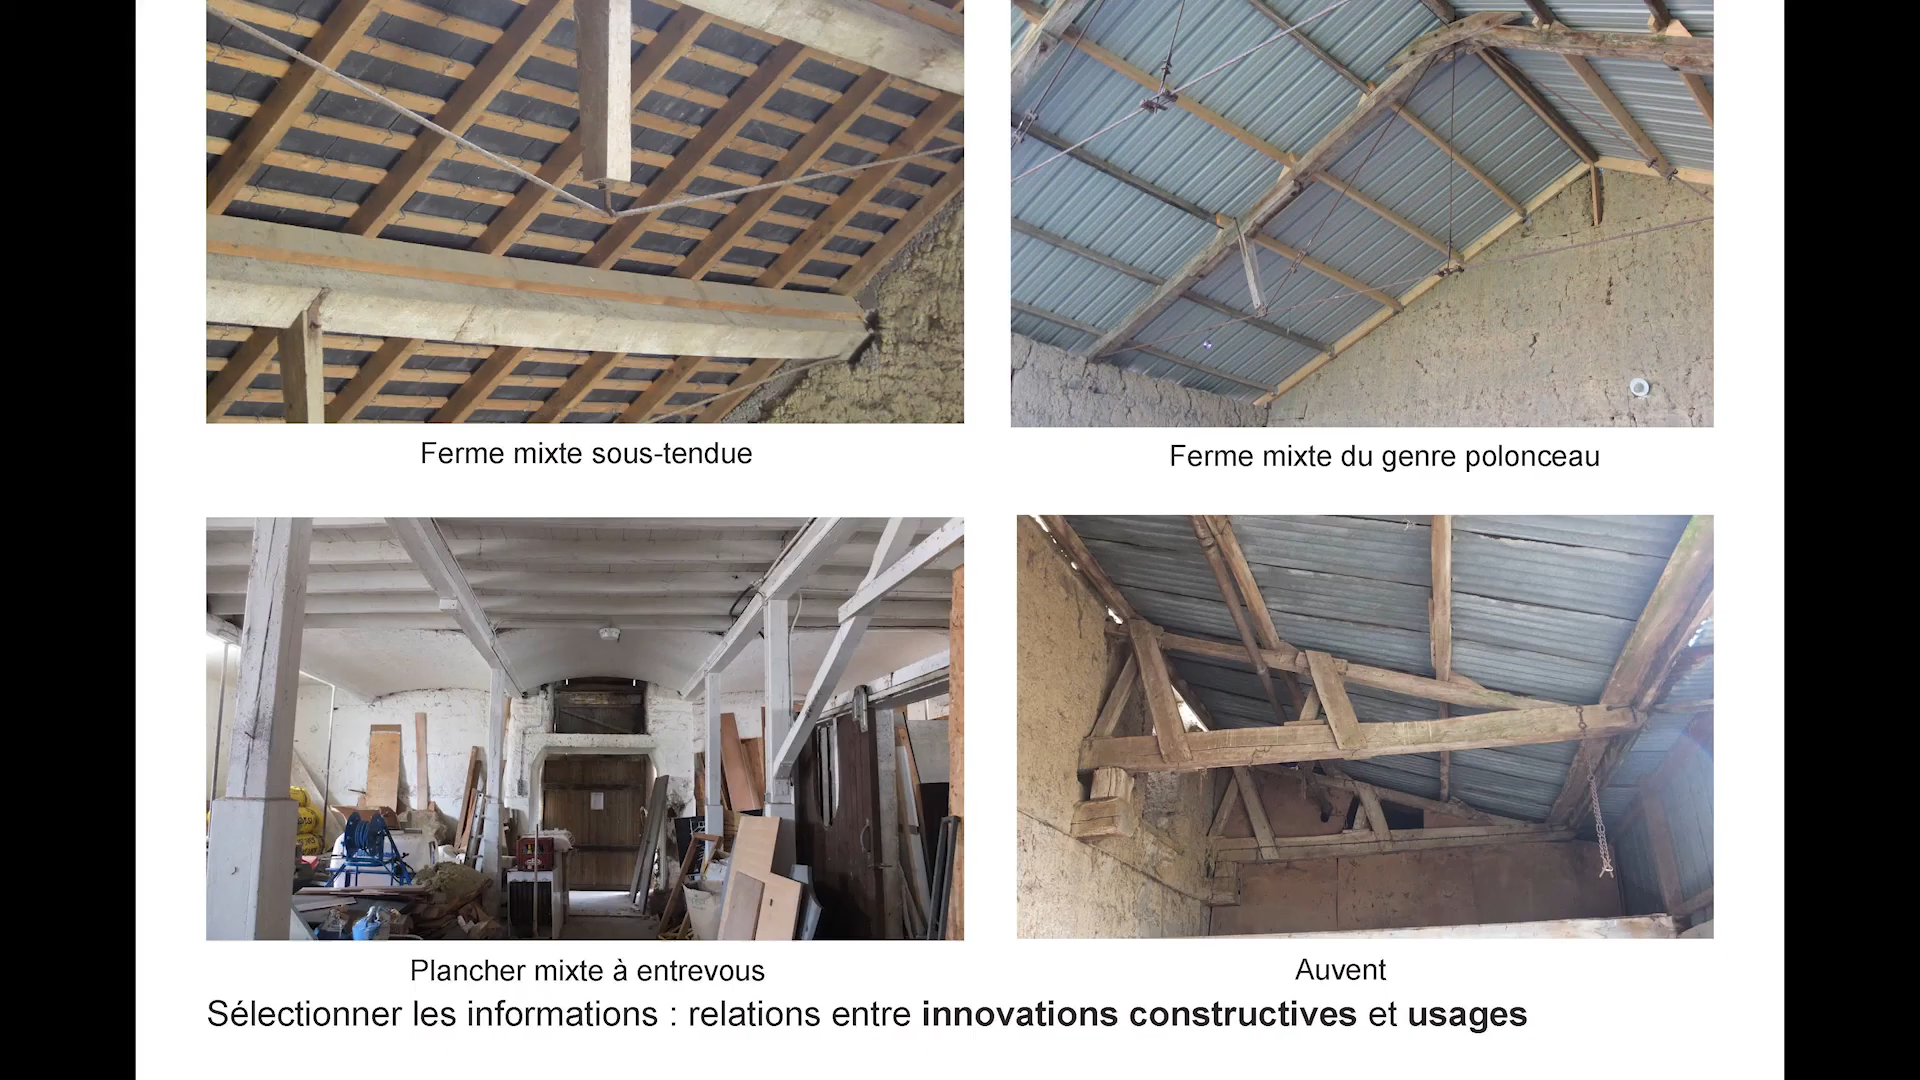 Ferme mixte sous-tendue
Ferme mixte du genre polonceau
Plancher mixte à entrevous
Auvent
Sélectionner les informations : relations entre innovations constructives et usages